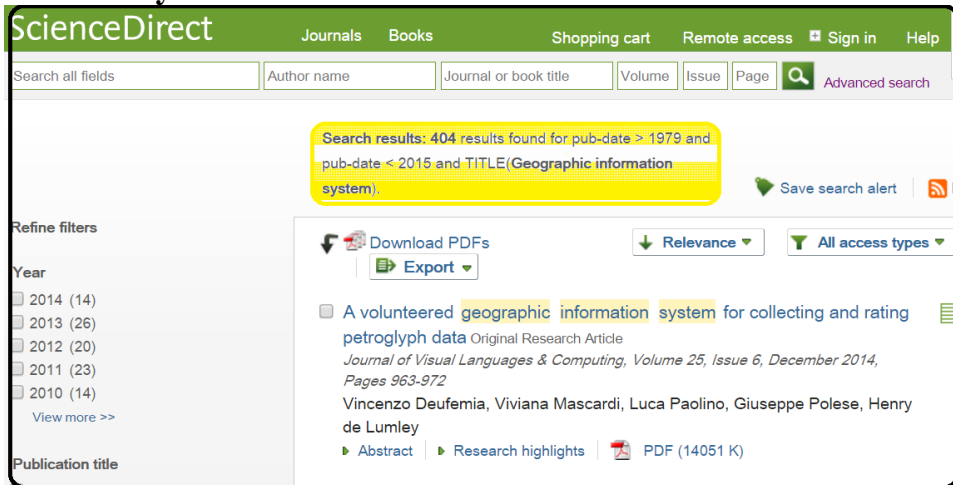 ScienceDirect
Journals Books Shopping cart Remote access Sign in Help
Search all fields Author name Journal or book title Volume Issue Page Advanced search
Search results: 404 results found for pub-date > 1979 and
pub-date < 2015 and TITLE(Geographic information
system).
Save search alert
Refine filters
Download PDFs Relevance All access types
Export
Year
2014 (14)
2013 (26)
2012 (20)
2011 (23)
2010 (14)
View more >>
Publication title
A volunteered geographic information system for collecting and rating
petroglyph data Original Research Article
Journal of Visual Languages & Computing, Volume 25, Issue 6, December 2014,
Pages 963-972
Vincenzo Deufemia, Viviana Mascardi, Luca Paolino, Giuseppe Polese, Henry
de Lumley
Abstract Research highlights PDF (14051 K)